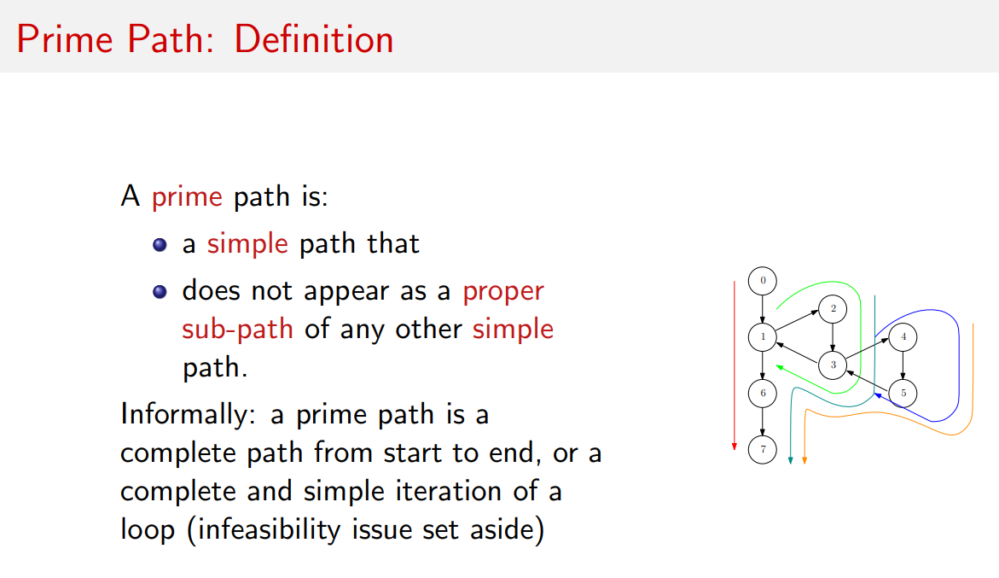 Prime Path: Definition
A prime path is:
a simple path that
does not appear as a proper
sub-path of any other simple
path.
Informally: a prime path is a
complete path from start to end, or a
complete and simple iteration of a
loop (infeasibility issue set aside)
0
2
1
4
3
6
5
7